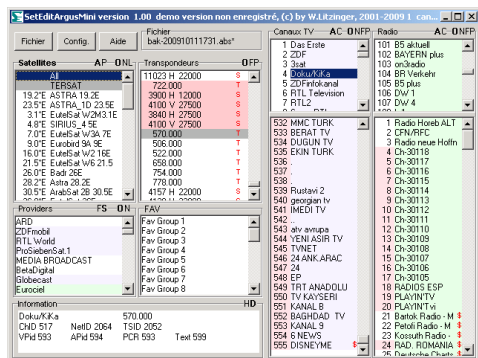 SetEditArgusMini version 1.00 demo version non enregistré, (c) by W.Litzinger, 2001-2009 1 can...
Fichier
Config.
Aide
Fichier
bak-200910111731.abs*
Satellites AP ONL
All
TERSAT
19.2°E ASTRA 19.2E
23.5°E ASTRA_1D 23.5E
3.1°E EutelSat W2M3.1E
4.8°E SIRIUS_4 5E
7.0°E EutelSat W3A 7E
9.0°E Eurobird 9A 9E
16.0°E EutelSat W2 16E
21.5°E EutelSat W6 21.5
26.0°E Badr 26E
28.2°E Astra 28.2E
30.5°E ArabSat 2B 30.5E
Transpondeurs OFP
11023 H 22000 S
722.000 T
3900 H 12000 S
4100 V 27500 S
3840 H 27500 S
4100 V 27500 S
570.000 T
506.000 T
522.000 T
658.000 T
754.000 T
778.000 T
4157 H 22000 S
Providers FS ON
ARD
ZDFmobil
RTL World
ProSiebenSat.1
MEDIA BROADCAST
BetaDigital
Globecast
Eurociel
FAV
Fav Group 1
Fav Group 2
Fav Group 3
Fav Group 4
Fav Group 5
Fav Group 6
Fav Group 7
Fav Group 8
Information HD
Doku/KiKa 570.000
ChID 517 NetID 2064 TSID 2052
VPid 593 APid 594 PCR 593 Text 599
Canaux TV AC ONFP
1 Das Erste
2 ZDF
3 3sat
4 Doku/KiKa
5 ZDFinfokanal
6 RTL Television
7 RTL2
532 MMC TURK
533 BERAT TV
534 DUGUN TV
535 EKIN TURK
536 .
537 .
538 .
539 Rustavi 2
540 georgian tv
541 IMEDI TV
542 ..
543 atv avrupa
544 YENI ASIR TV
545 TVNET
546 24 ANK.ARAC
547 24
548 EP
549 TRT ANADOLU
550 TV KAYSERI
551 KANAL B
552 BAGHDAD TV
553 KANAL 9
554 6 NEWS
555 DISNEYME $
Radio AC ONFP
101 B5 aktuell
102 BAYERN plus
103 on3radio
104 BR Verkehr
105 B5 plus
106 DW 1
107 DW 4
1 Radio Horeb ALT
2 CFN/RFC
3 Radio neue Hoffn
4 Ch-30118
5 Ch-30117
6 Ch-30116
7 Ch-30115
8 Ch-30114
9 Ch-30113
10 Ch-30112
11 Ch-30111
12 Ch-30110
13 Ch-30109
14 Ch-30108
15 Ch-30107
16 Ch-30106
17 Ch-30105
18 RADIOS ESP
19 PLAYIN'TV
20 PLAYIN'Tvi
21 Bartok Radio - M $
22 Petofi Radio - M $
23 Kossuth Radio - $
24 RAD. ROMANIA $
25 Deutsche Charts $